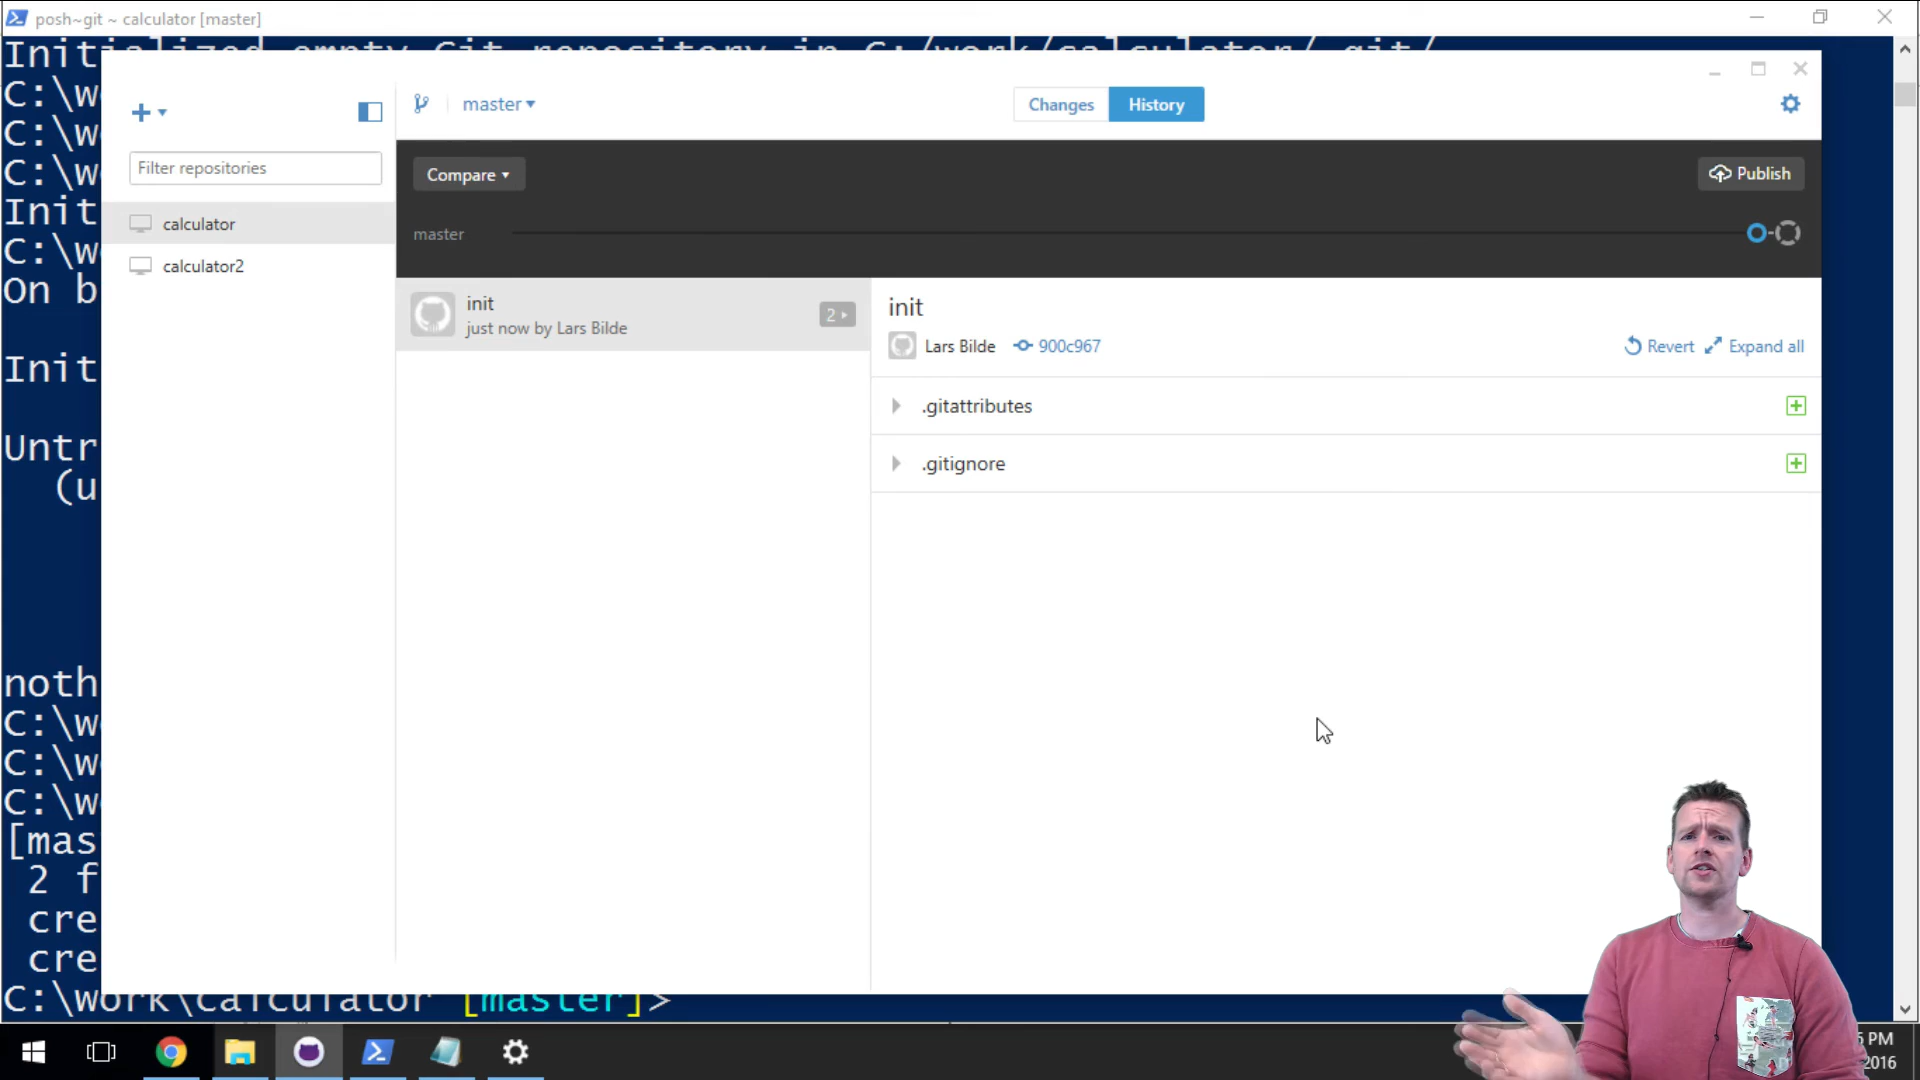 posh~git ~ calculator [master]
Initialized empty Git repository in C:/work/calculator/.git/
C:\w
C:\w
C:\w
Init
C:\w
On b
Init
Untr
(u
noth
C:\w
C:\w
C:\w
[mas
2 f
cre
cre
C:\work\calculator [master]>
Filter repositories
calculator
calculator2
master
Changes
History
Compare
Publish
master
init
just now by Lars Bilde
2
init
Lars Bilde
900c967
Revert
Expand all
.gitattributes
.gitignore
PM
2016